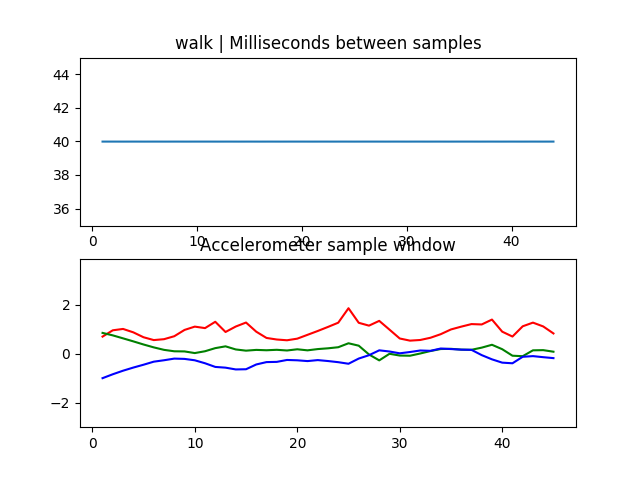 walk | Milliseconds between samples
44
42
40
38
36
0 10 20 30 40
Accelerometer sample window
2
0
−2
0 10 20 30 40